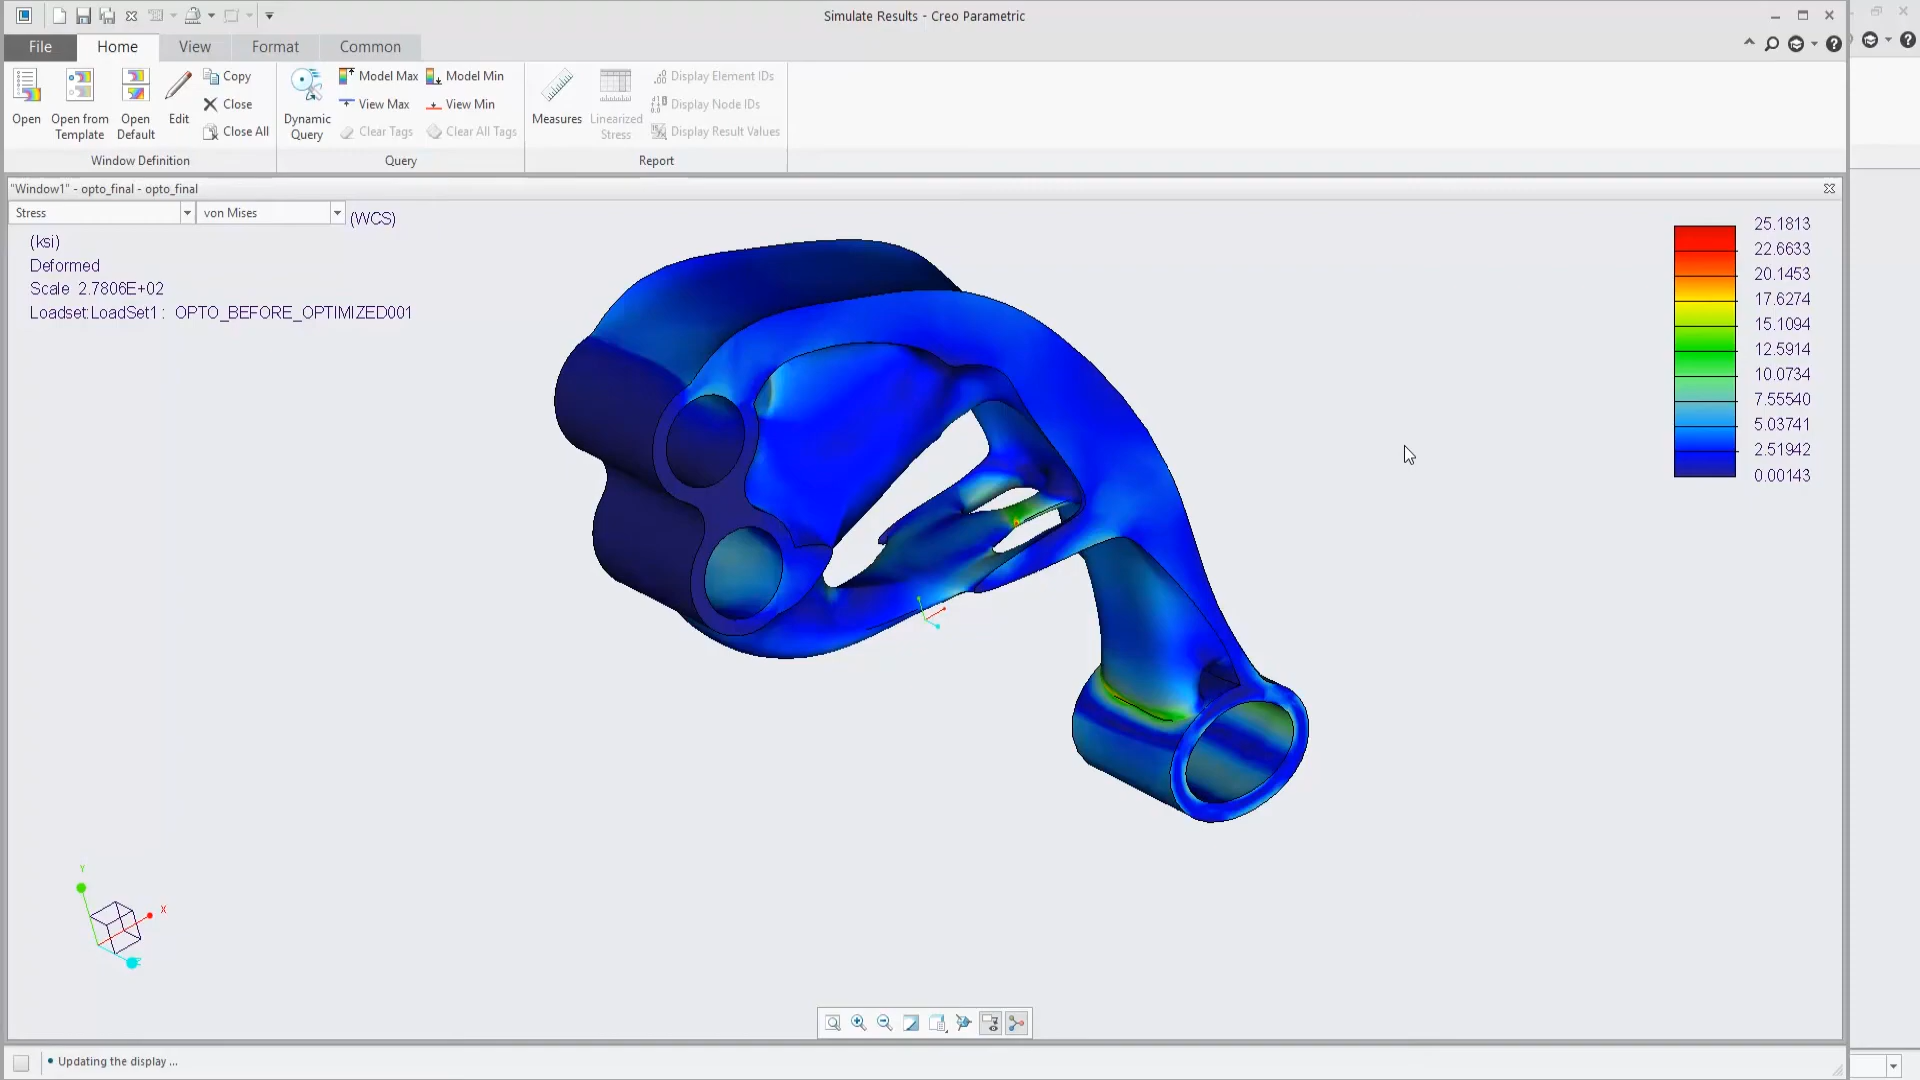 Simulate Results - Creo Parametric
File Home View Format Common
Open
Open from Template
Open Default
Edit
Copy
Close
Close All
Window Definition
Dynamic Query
Model Max
View Max
Clear Tags
Model Min
View Min
Clear All Tags
Query
Measures
Linearized Stress
Display Element IDs
Display Node IDs
Display Result Values
Report
"Window1" - opto_final - opto_final
Stress von Mises (WCS)
(ksi)
Deformed
Scale 2.7806E+02
Loadset:LoadSet1 : OPTO_BEFORE_OPTIMIZED001
25.1813
22.6633
20.1453
17.6274
15.1094
12.5914
10.0734
7.55540
5.03741
2.51942
0.00143
Y
X
Updating the display ...